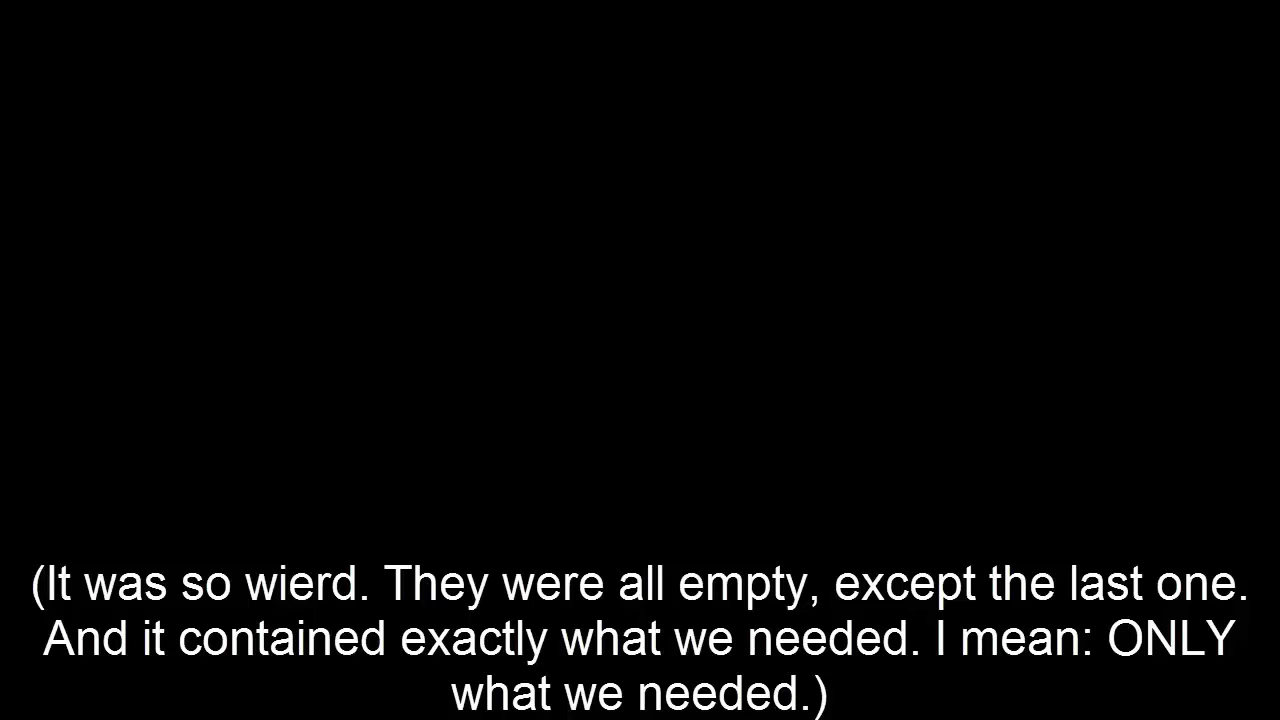 (It was so wierd. They were all empty, except the last one.
And it contained exactly what we needed. I mean: ONLY
what we needed.)